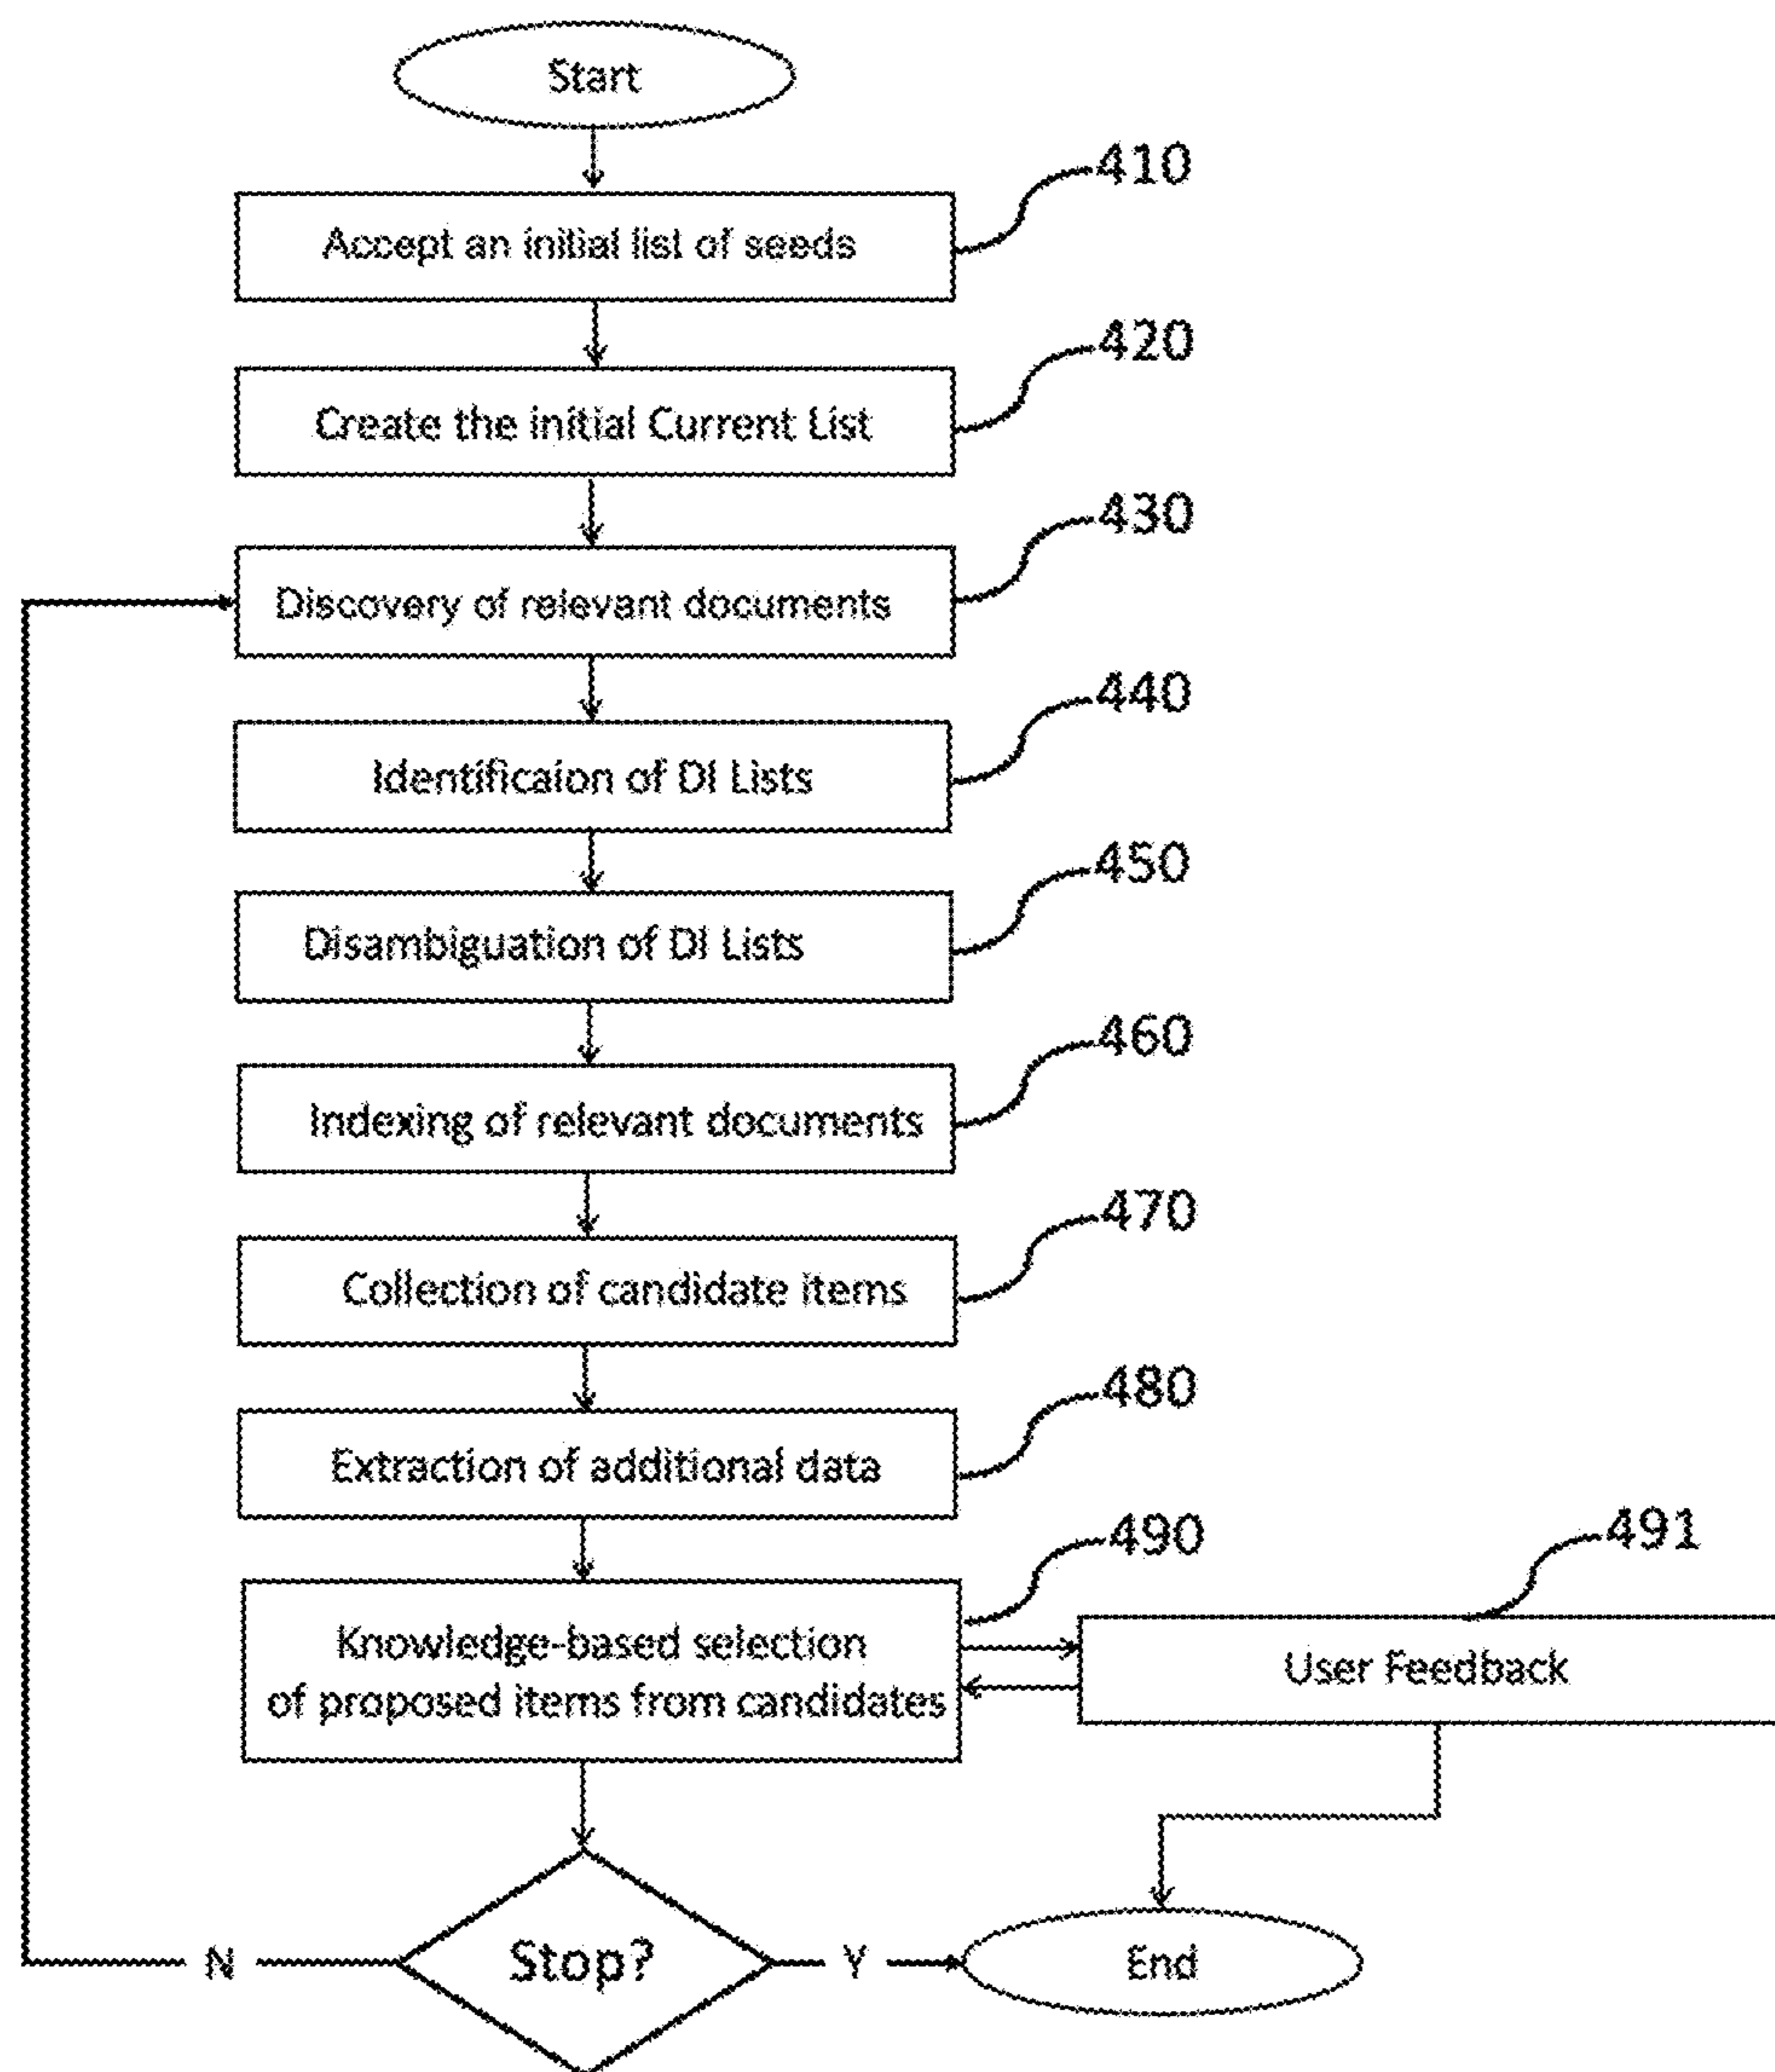 Start
410
Accept an initial list of seeds
420
Create the initial Current List
430
Discovery of relevant documents
440
Identificaion of DI Lists
450
Disambiguation of DI Lists
460
Indexing of relevant documents
470
Collection of candidate items
480
Extraction of additional data
490
491
Knowledge-based selection
of proposed items from candidates
User Feedback
N
Stop?
Y
End